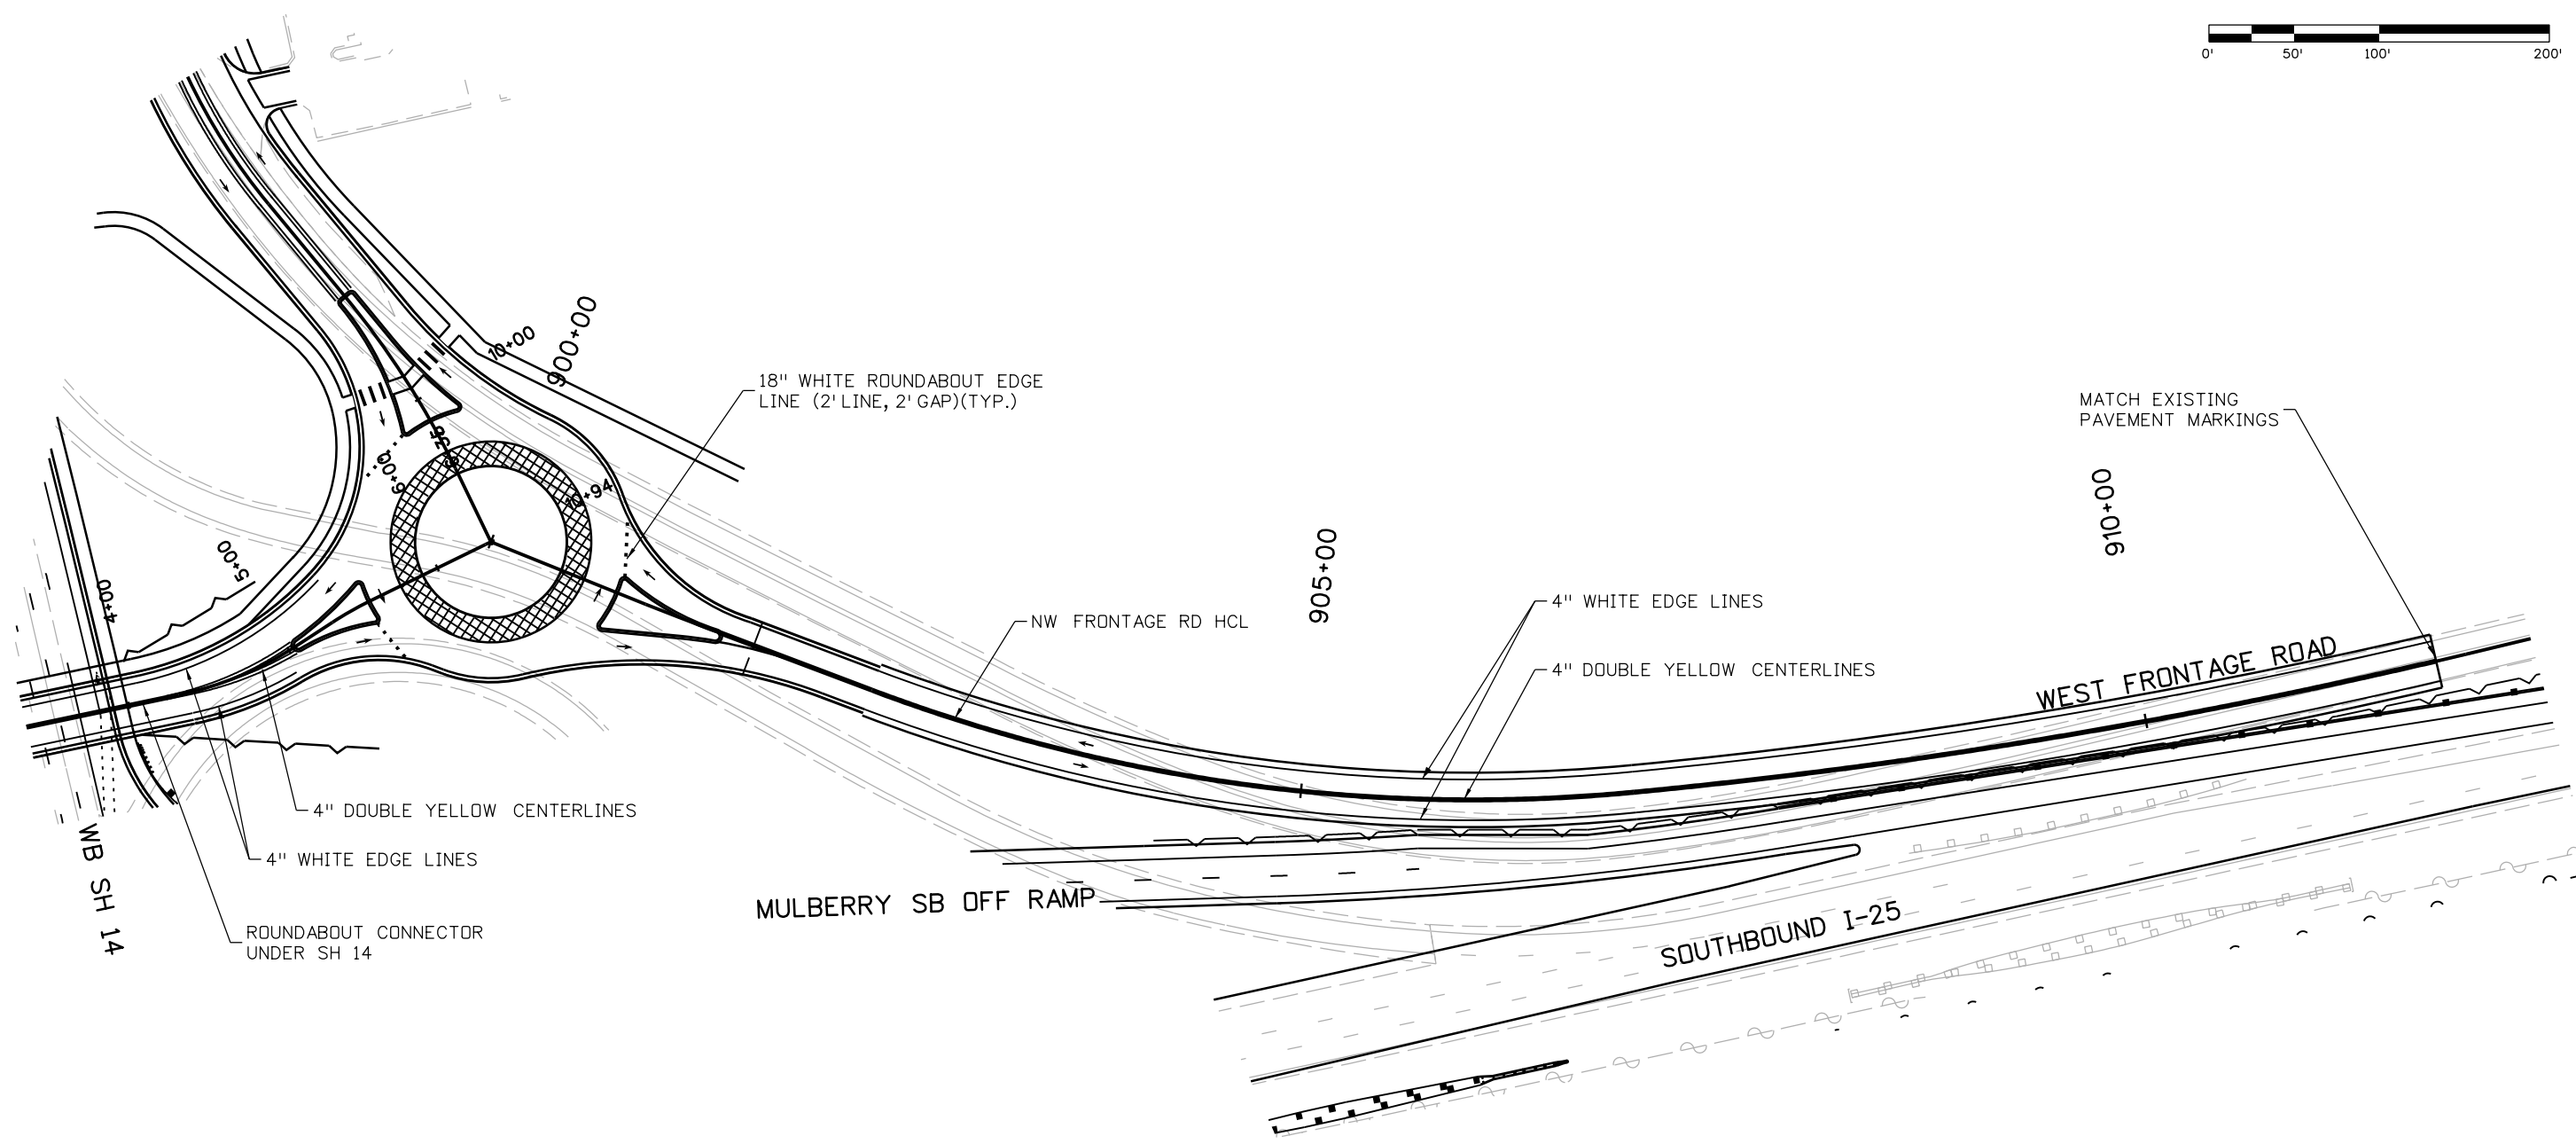 0' 50' 100' 200'
10+00
900+00
18" WHITE ROUNDABOUT EDGE
LINE (2' LINE, 2' GAP)(TYP.)
MATCH EXISTING
PAVEMENT MARKINGS
6+00
10+94
910+00
5+00
4+00
905+00
4" WHITE EDGE LINES
NW FRONTAGE RD HCL
4" DOUBLE YELLOW CENTERLINES
WEST FRONTAGE ROAD
4" DOUBLE YELLOW CENTERLINES
4" WHITE EDGE LINES
WB SH 14
MULBERRY SB OFF RAMP
SOUTHBOUND I-25
ROUNDABOUT CONNECTOR
UNDER SH 14